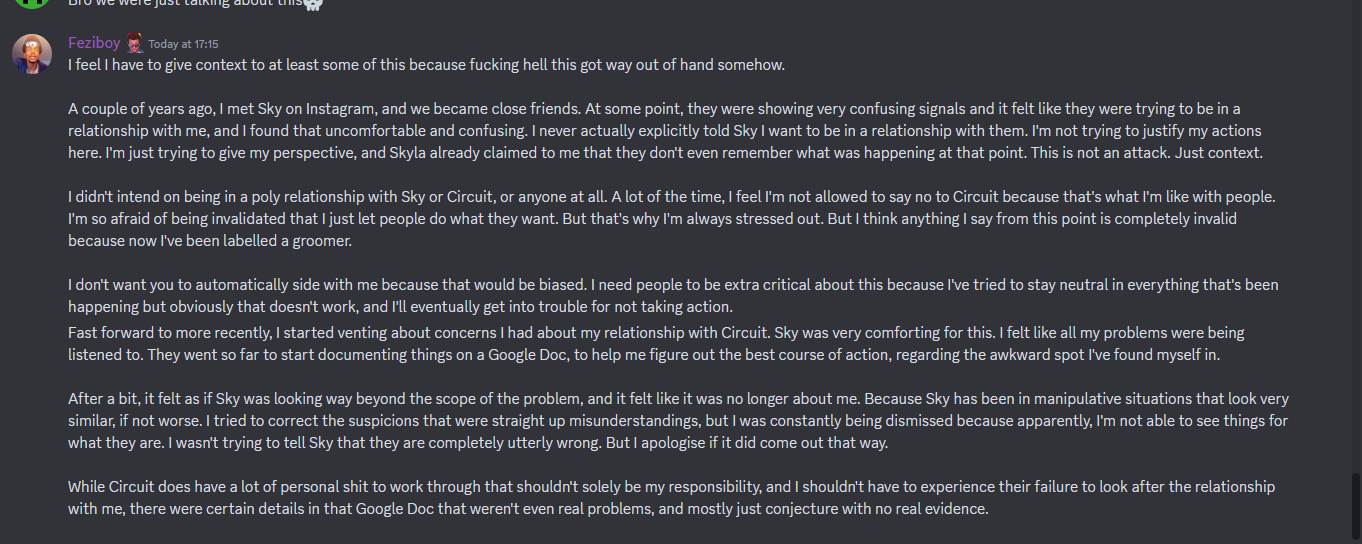 Bro we were just talking about this
Feziboy Today at 17:15
I feel I have to give context to at least some of this because fucking hell this got way out of hand somehow.
A couple of years ago, I met Sky on Instagram, and we became close friends. At some point, they were showing very confusing signals and it felt like they were trying to be in a
relationship with me, and I found that uncomfortable and confusing. I never actually explicitly told Sky I want to be in a relationship with them. I'm not trying to justify my actions
here. I'm just trying to give my perspective, and Skyla already claimed to me that they don't even remember what was happening at that point. This is not an attack. Just context.
I didn't intend on being in a poly relationship with Sky or Circuit, or anyone at all. A lot of the time, I feel I'm not allowed to say no to Circuit because that's what I'm like with people.
I'm so afraid of being invalidated that I just let people do what they want. But that's why I'm always stressed out. But I think anything I say from this point is completely invalid
because now I've been labelled a groomer.
I don't want you to automatically side with me because that would be biased. I need people to be extra critical about this because I've tried to stay neutral in everything that's been
happening but obviously that doesn't work, and I'll eventually get into trouble for not taking action.
Fast forward to more recently, I started venting about concerns I had about my relationship with Circuit. Sky was very comforting for this. I felt like all my problems were being
listened to. They went so far to start documenting things on a Google Doc, to help me figure out the best course of action, regarding the awkward spot I've found myself in.
After a bit, it felt as if Sky was looking way beyond the scope of the problem, and it felt like it was no longer about me. Because Sky has been in manipulative situations that look very
similar, if not worse. I tried to correct the suspicions that were straight up misunderstandings, but I was constantly being dismissed because apparently, I'm not able to see things for
what they are. I wasn't trying to tell Sky that they are completely utterly wrong. But I apologise if it did come out that way.
While Circuit does have a lot of personal shit to work through that shouldn't solely be my responsibility, and I shouldn't have to experience their failure to look after the relationship
with me, there were certain details in that Google Doc that weren't even real problems, and mostly just conjecture with no real evidence.